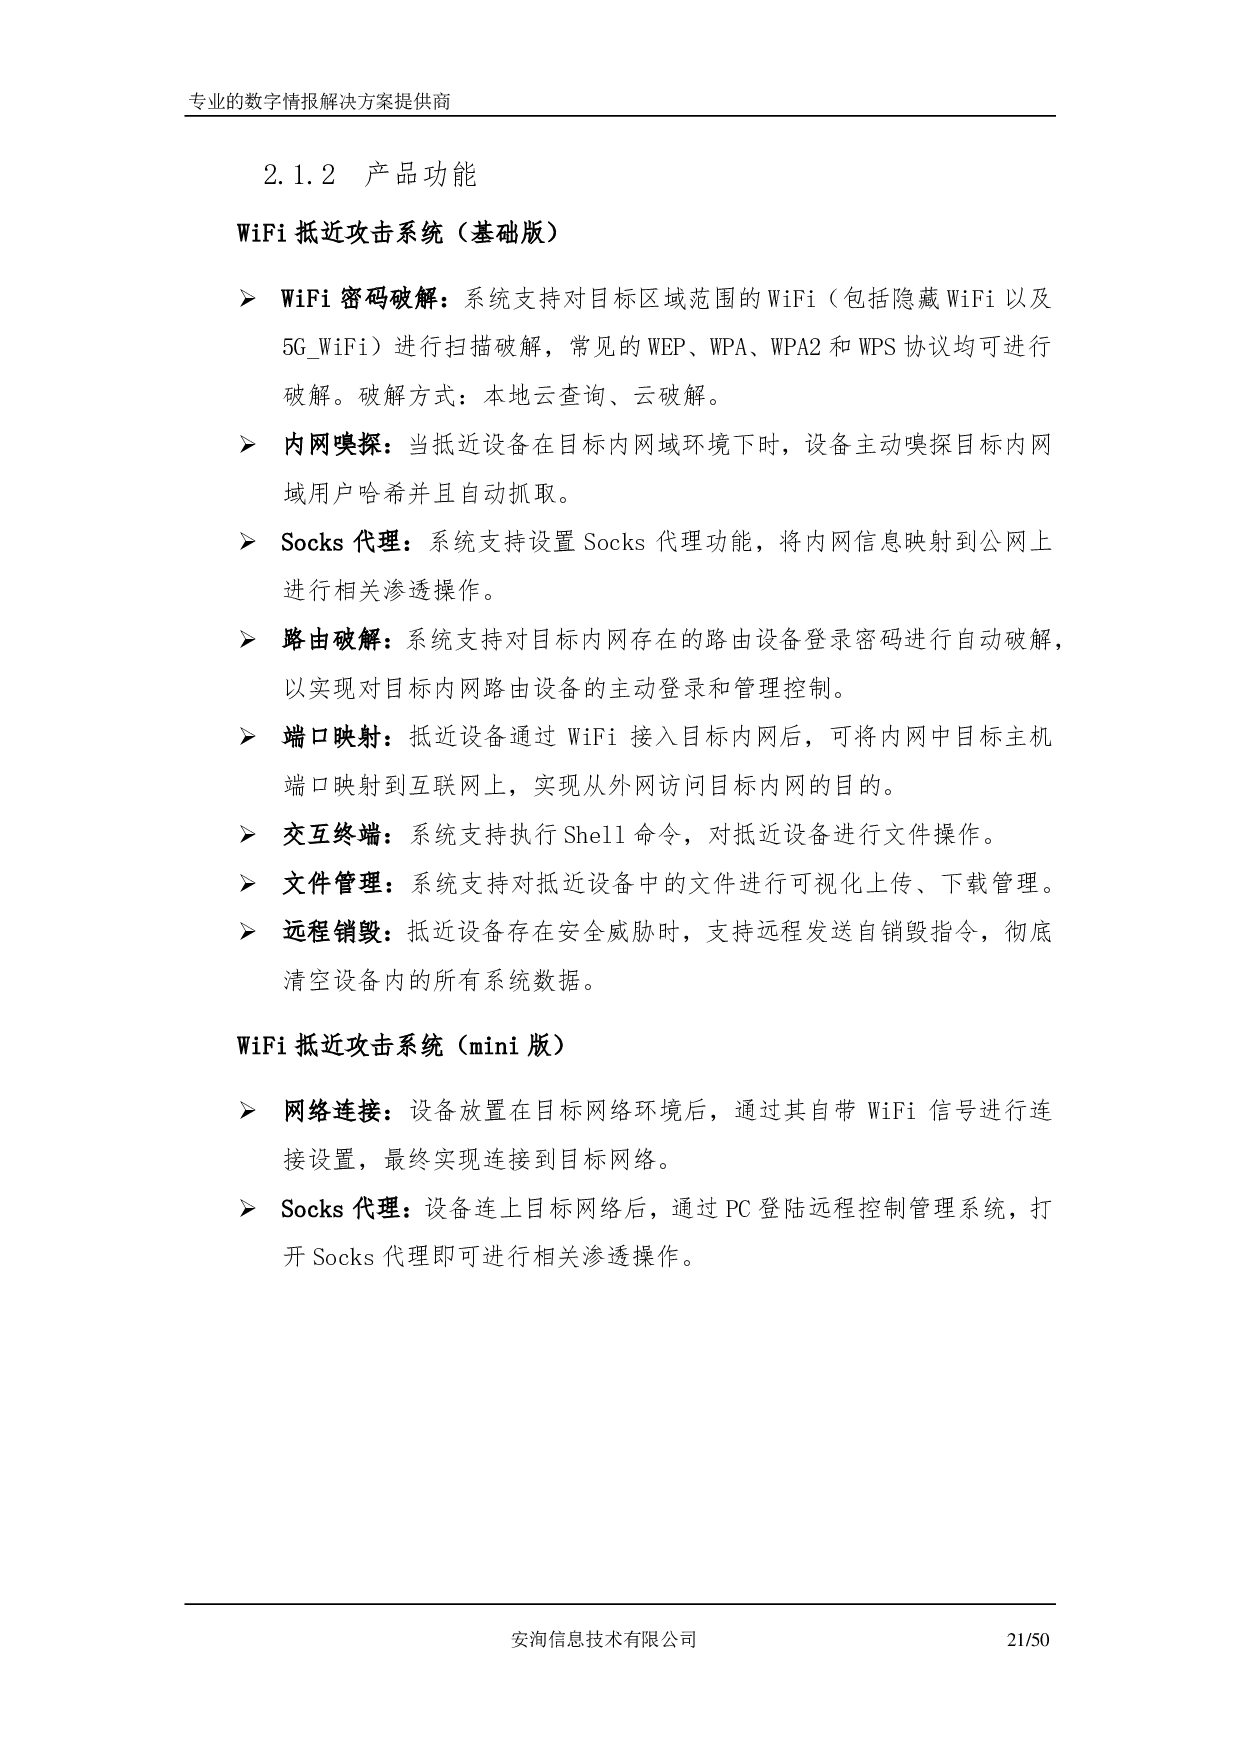 专业的数字情报解决方案提供商
2.1.2 产品功能
WiFi 抵近攻击系统（基础版）
➢ WiFi 密码破解：系统支持对目标区域范围的 WiFi（包括隐藏 WiFi 以及
5G_WiFi）进行扫描破解，常见的 WEP、WPA、WPA2 和 WPS 协议均可进行
破解。破解方式：本地云查询、云破解。
➢ 内网嗅探：当抵近设备在目标内网域环境下时，设备主动嗅探目标内网
域用户哈希并且自动抓取。
➢ Socks 代理：系统支持设置 Socks 代理功能，将内网信息映射到公网上
进行相关渗透操作。
➢ 路由破解：系统支持对目标内网存在的路由设备登录密码进行自动破解，
以实现对目标内网路由设备的主动登录和管理控制。
➢ 端口映射：抵近设备通过 WiFi 接入目标内网后，可将内网中目标主机
端口映射到互联网上，实现从外网访问目标内网的目的。
➢ 交互终端：系统支持执行 Shell 命令，对抵近设备进行文件操作。
➢ 文件管理：系统支持对抵近设备中的文件进行可视化上传、下载管理。
➢ 远程销毁：抵近设备存在安全威胁时，支持远程发送自销毁指令，彻底
清空设备内的所有系统数据。
WiFi 抵近攻击系统（mini 版）
➢ 网络连接：设备放置在目标网络环境后，通过其自带 WiFi 信号进行连
接设置，最终实现连接到目标网络。
➢ Socks 代理：设备连上目标网络后，通过 PC 登陆远程控制管理系统，打
开 Socks 代理即可进行相关渗透操作。
安洵信息技术有限公司 21/50